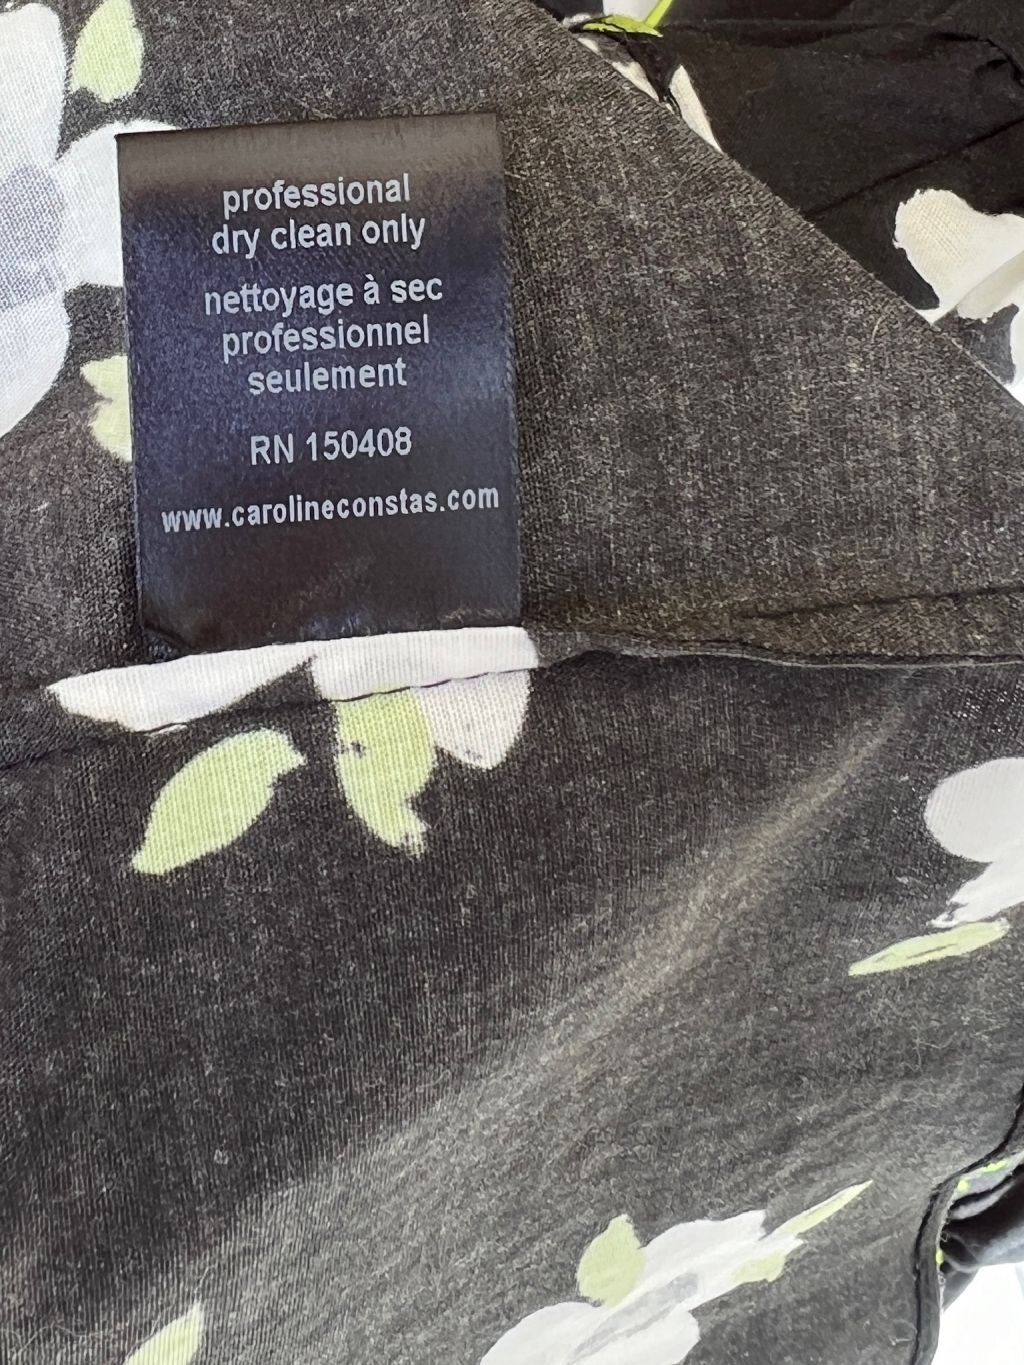 professional
dry clean only
nettoyage à sec
professionnel
seulement
RN 150408
www.carolineconstas.com